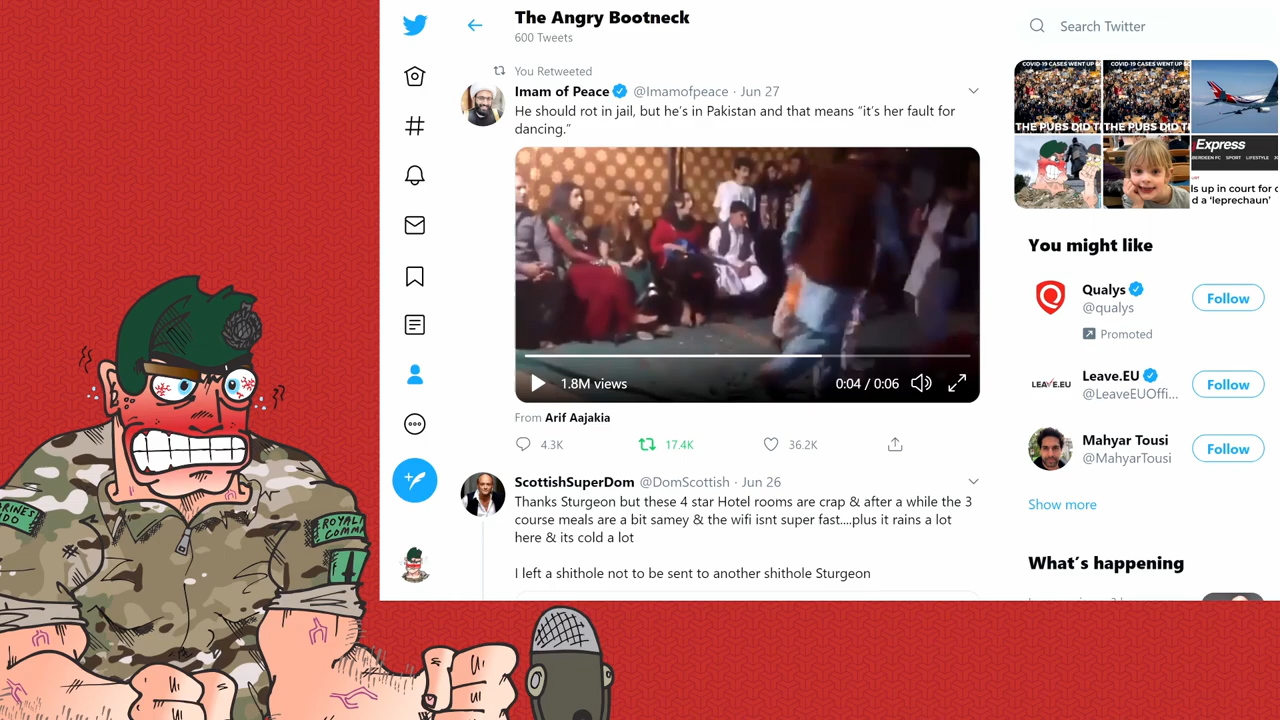 The Angry Bootneck
600 Tweets
You Retweeted
Imam of Peace @Imamofpeace · Jun 27
He should rot in jail, but he's in Pakistan and that means "it's her fault for
dancing."
1.8M views
0:04 / 0:06
From Arif Aajakia
4.3K
17.4K
36.2K
ScottishSuperDom @DomScottish · Jun 26
Thanks Sturgeon but these 4 star Hotel rooms are crap & after a while the 3
course meals are a bit samey & the wifi isnt super fast....plus it rains a lot
here & its cold a lot
I left a shithole not to be sent to another shithole Sturgeon
Search Twitter
COVID-19 CASES WENT UP
COVID-19 CASES WENT UP
THE PUBS DID
THE PUBS DID
Express
SPORT LIFESTYLE
ls up in court for
d a 'leprechaun'
You might like
Qualys
@qualys
Promoted
Follow
LEAVE.EU
Leave.EU
@LeaveEUOffi...
Follow
Mahyar Tousi
@MahyarTousi
Follow
Show more
What's happening
ROYAL
COMMA